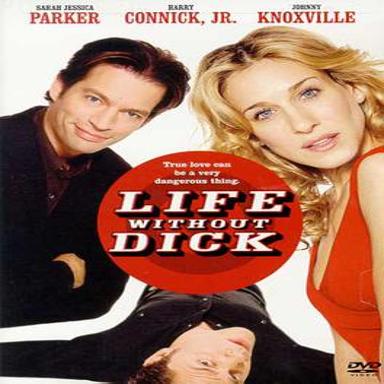 SARAH JESSICA HARRY JOHNNY
PARKER CONNICK, JR. KNOXVILLE
True love can
be a very
dangerous thing.
LIFE
WITHOUT
DICK
DVD
VIDEO